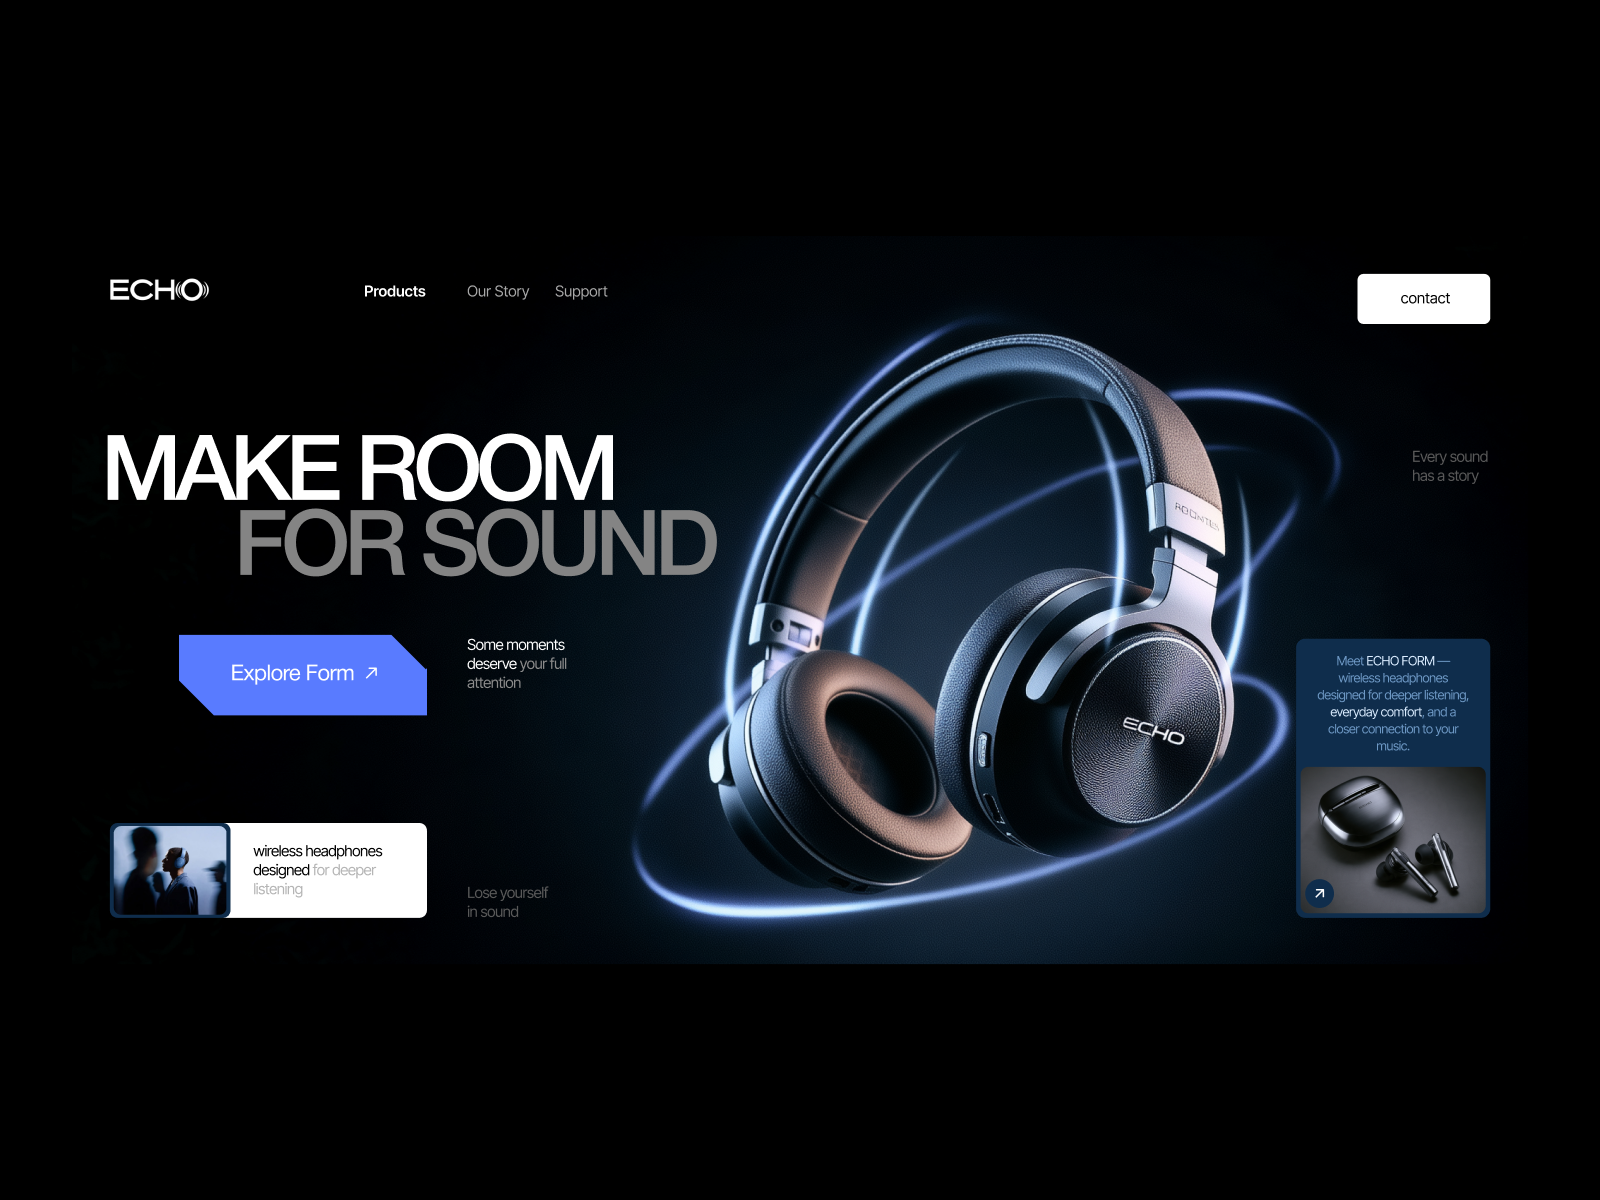 ECHO
Products
Our Story
Support
contact
MAKE ROOM
FOR SOUND
Every sound
has a story
Explore Form
Some moments
deserve your full
attention
ECHO
Meet ECHO FORM —
wireless headphones
designed for deeper listening,
everyday comfort, and a
closer connection to your
music.
wireless headphones
designed for deeper
listening
Lose yourself
in sound